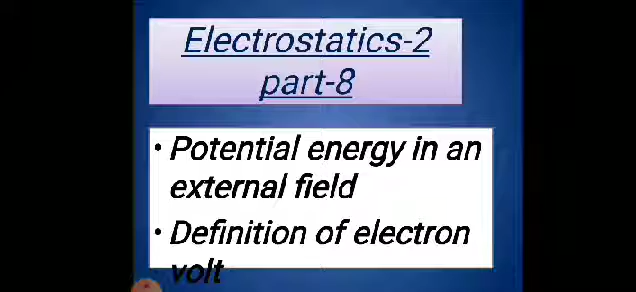 Electrostatics-2
part-8
• Potential energy in an
external field
• Definition of electron
volt